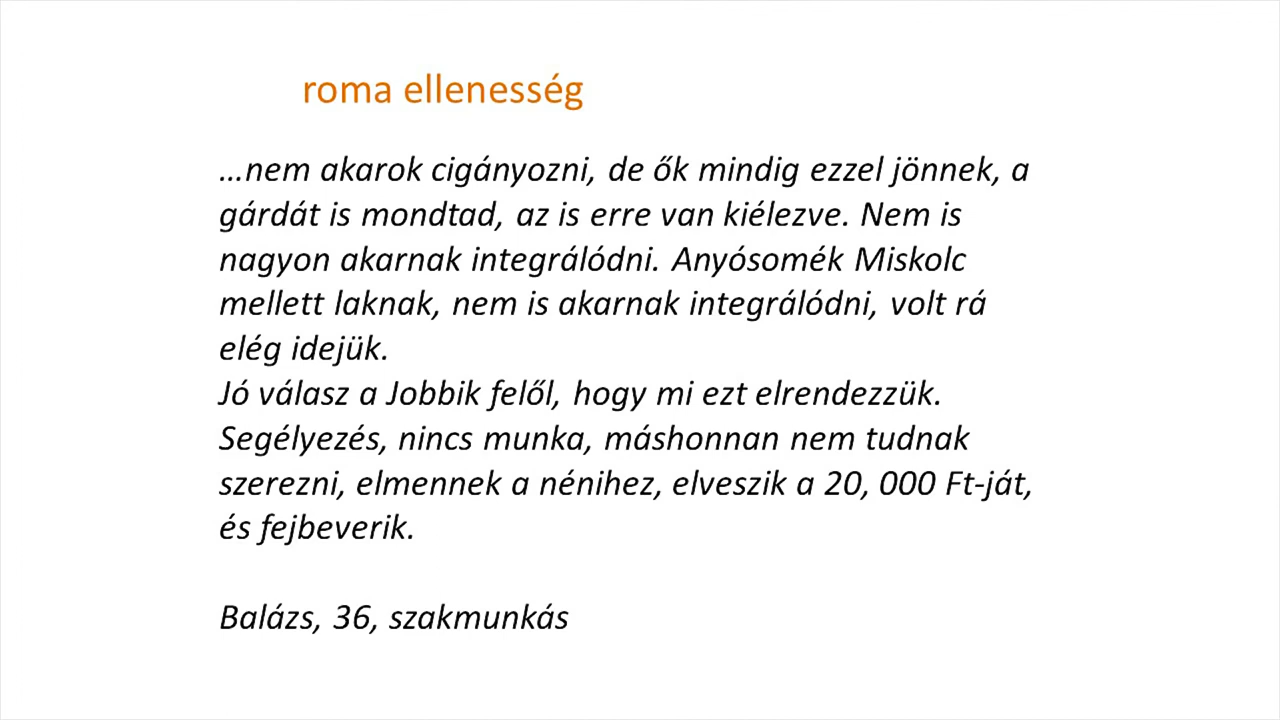 roma ellenesség
…nem akarok cigányozni, de ők mindig ezzel jönnek, a
gárdát is mondtad, az is erre van kiélezve. Nem is
nagyon akarnak integrálódni. Anyósomék Miskolc
mellett laknak, nem is akarnak integrálódni, volt rá
elég idejük.
Jó válasz a Jobbik felől, hogy mi ezt elrendezzük.
Segélyezés, nincs munka, máshonnan nem tudnak
szerezni, elmennek a nénihez, elveszik a 20, 000 Ft-ját,
és fejbeverik.
Balázs, 36, szakmunkás